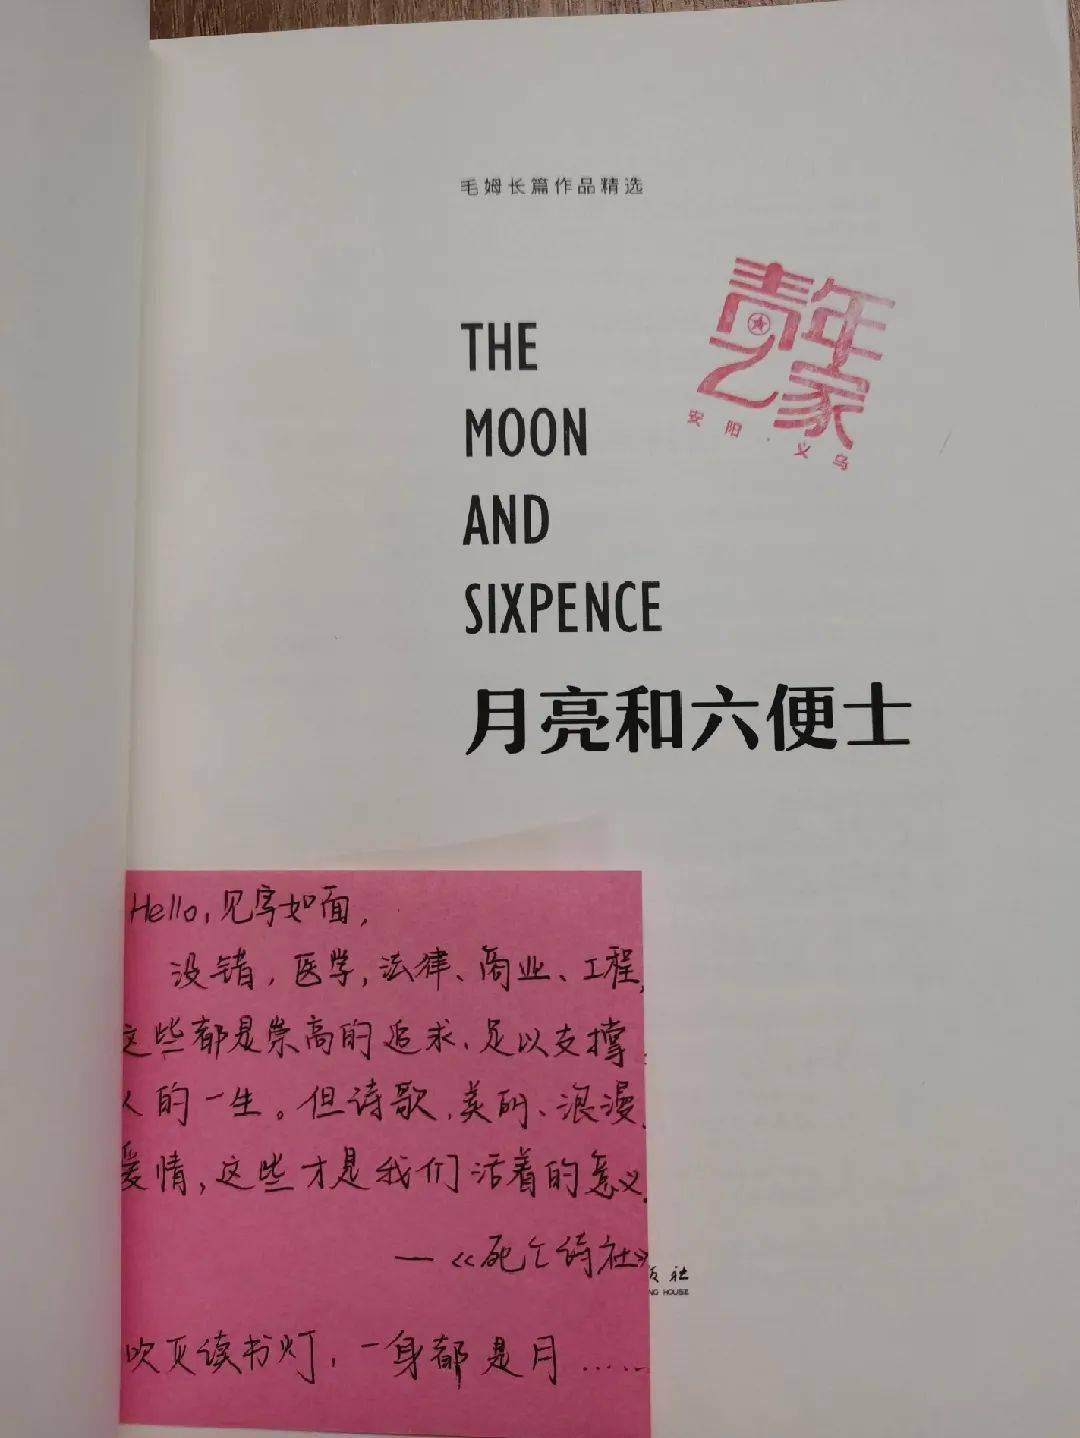 毛姆长篇作品精选
青年
之家
安阳·义乌
THE
MOON
AND
SIXPENCE
月亮和六便士
Hello,见字如面,
没错,医学,法律、商业、工程,
这些都是崇高的追求,足以支撑
人的一生。但诗歌,美丽、浪漫,
爱情,这些才是我们活着的意义.
—《死亡诗社》
版社
NG HOUSE
吹灭读书灯,一身都是月……